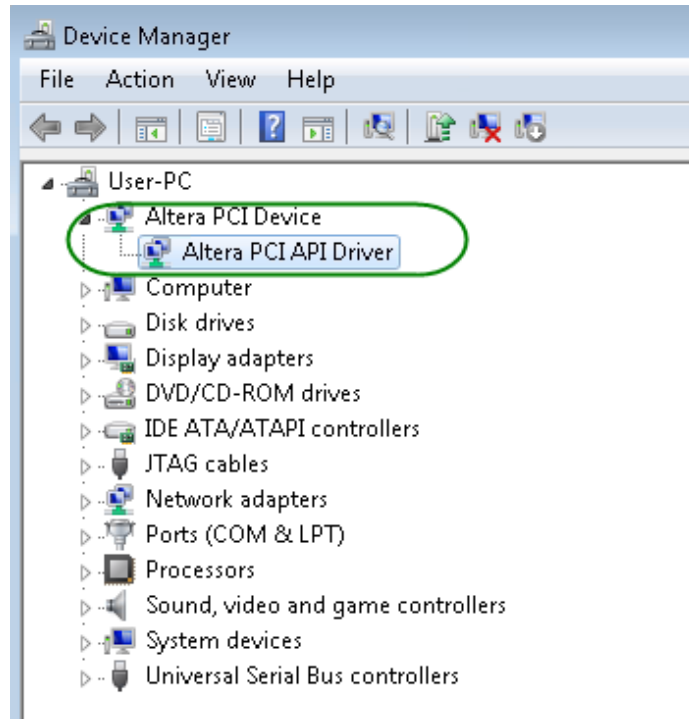 Device Manager
File Action View Help
User-PC
Altera PCI Device
Altera PCI API Driver
Computer
Disk drives
Display adapters
DVD/CD-ROM drives
IDE ATA/ATAPI controllers
JTAG cables
Network adapters
Ports (COM & LPT)
Processors
Sound, video and game controllers
System devices
Universal Serial Bus controllers